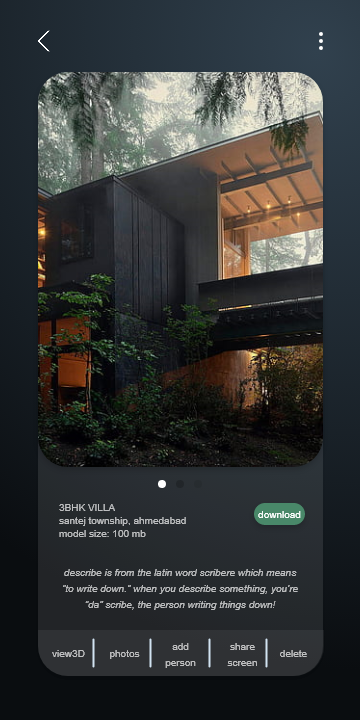 3BHK VILLA
santej township, ahmedabad
model size: 100 mb
download
describe is from the latin word scribere which means
"to write down." when you describe something, you're
"da" scribe, the person writing things down!
view3D
photos
add
person
share
screen
delete